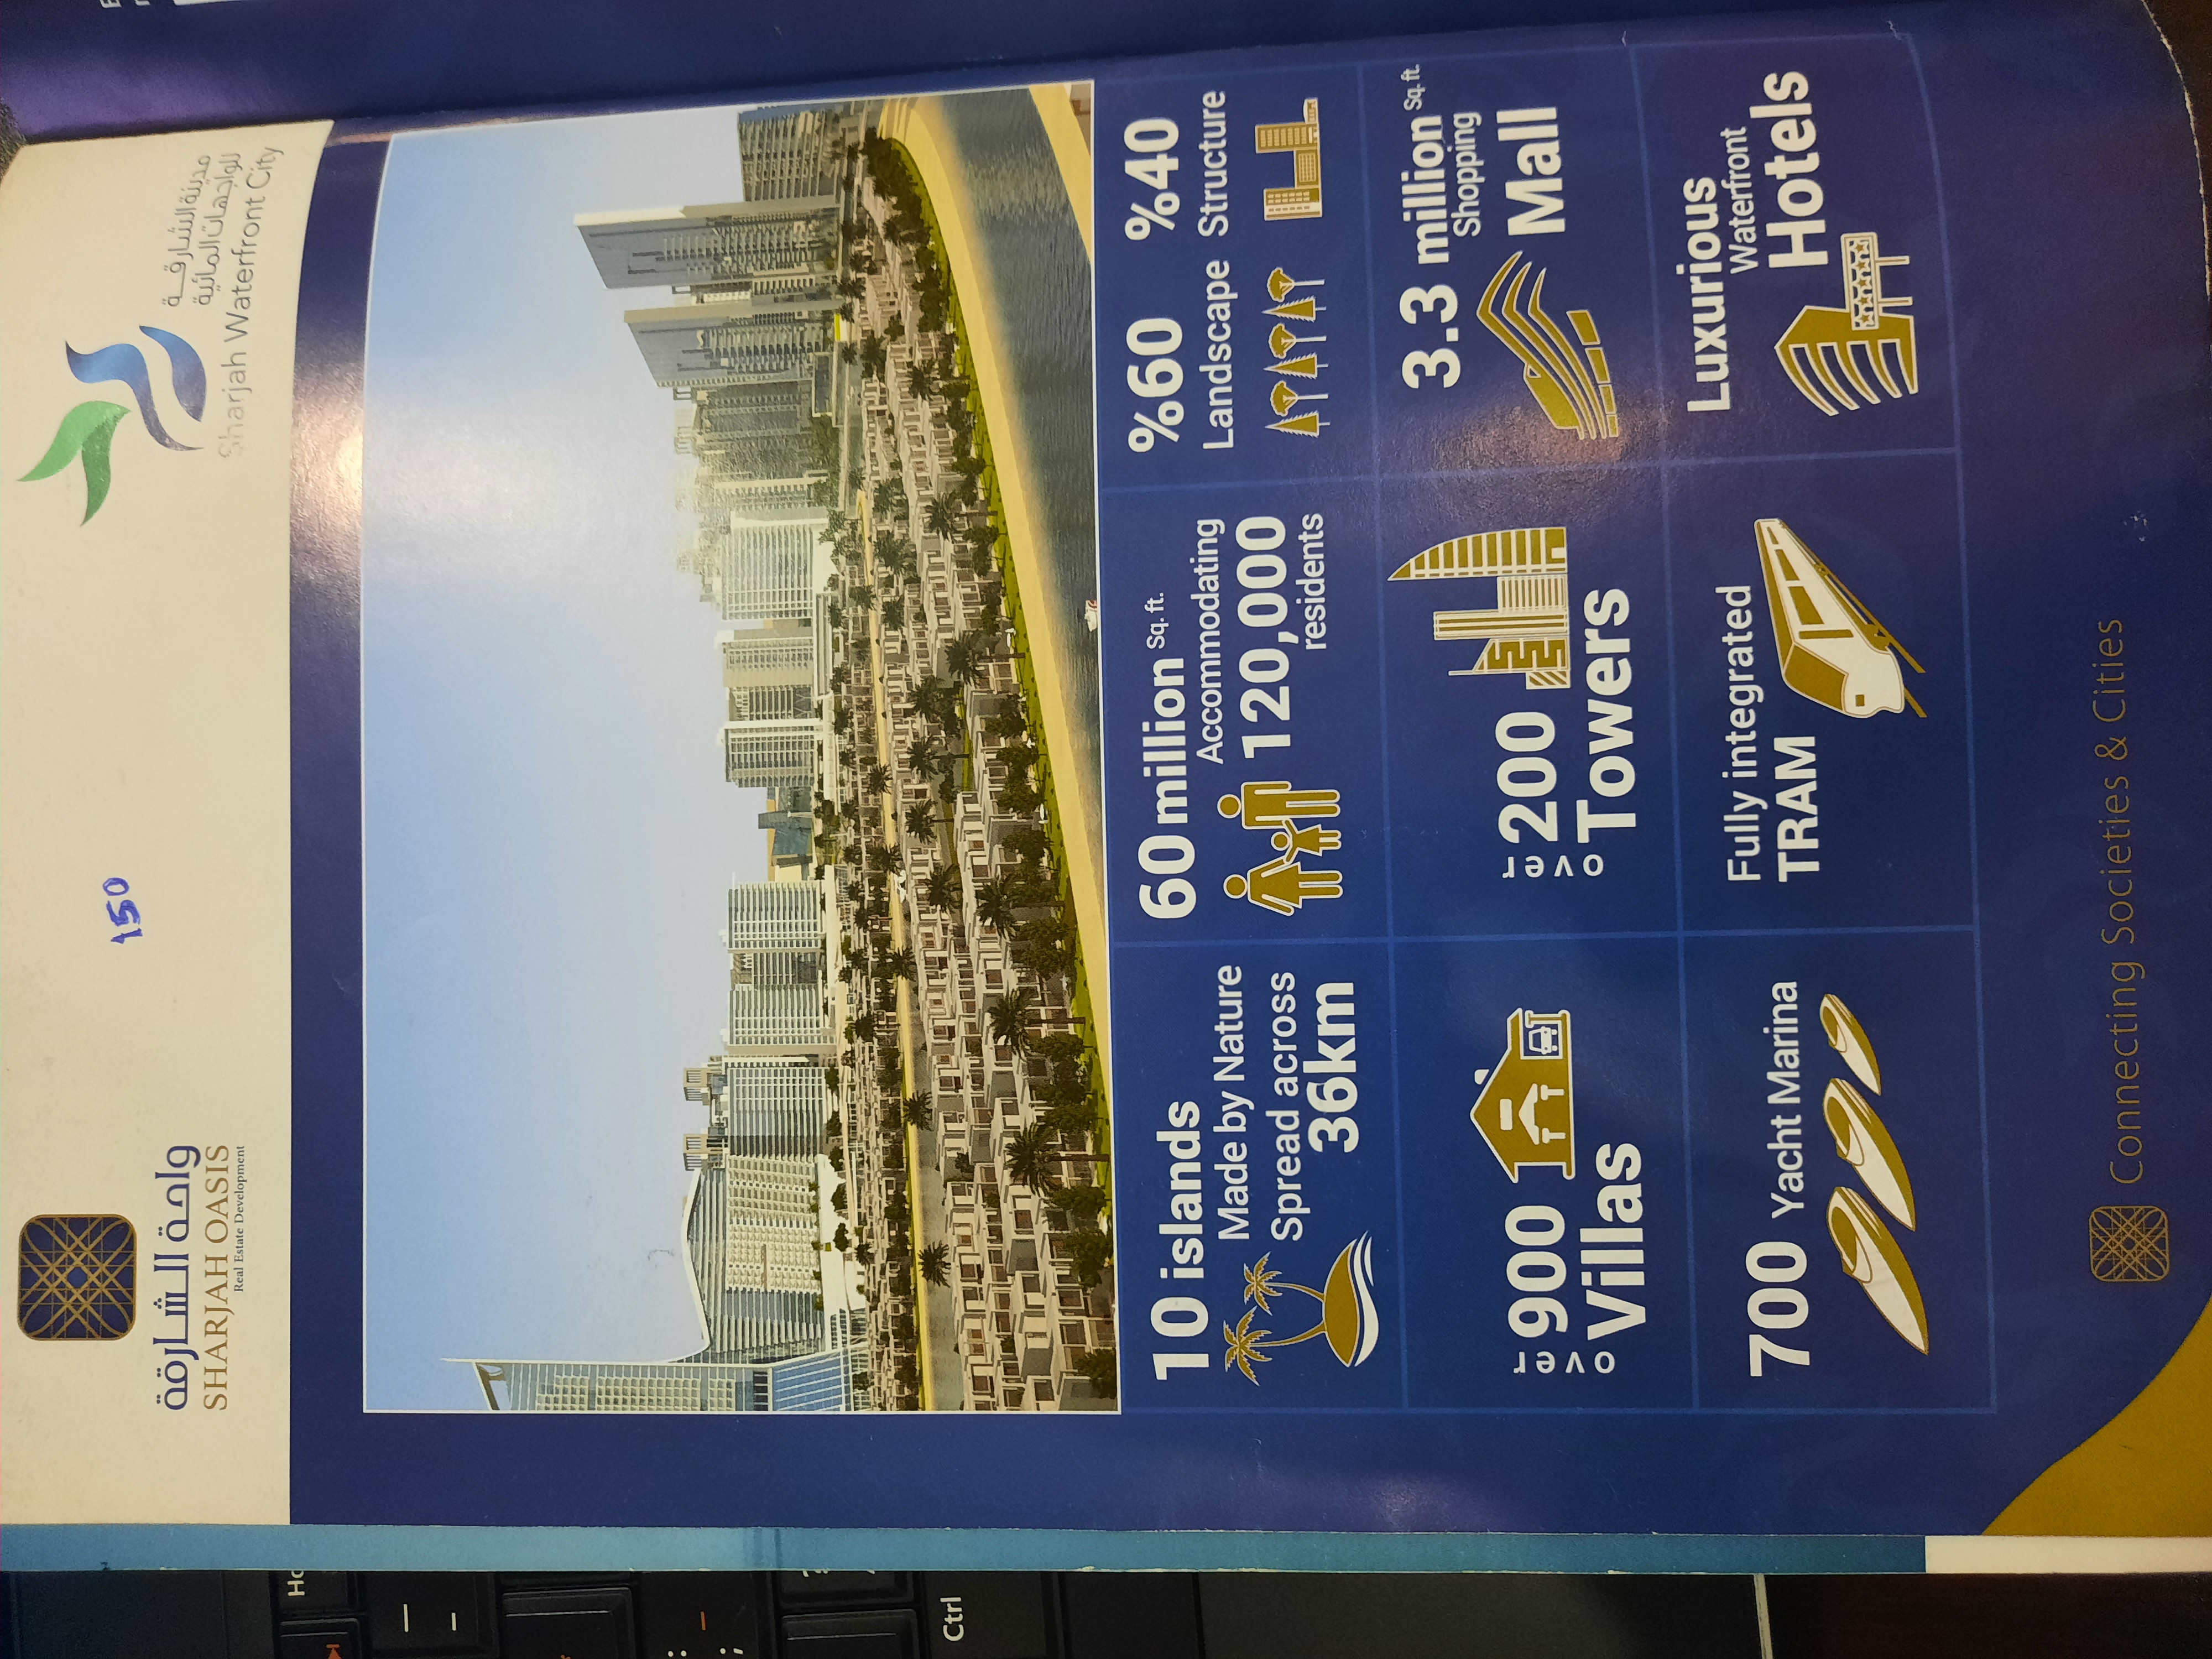 واحة الشارقة
SHARJAH OASIS
Real Estate Development
150
مدينة الشارقة
للواجهات المائية
Sharjah Waterfront City
10 islands
Made by Nature
Spread across
36km
60 million Sq. ft.
Accommodating
120,000
residents
%60 %40
Landscape Structure
over 900
Villas
over 200
Towers
3.3 million Sq. ft.
Shopping
Mall
700 Yacht Marina
Fully integrated
TRAM
Luxurious
Waterfront
Hotels
Connecting Societies & Cities
Ctrl